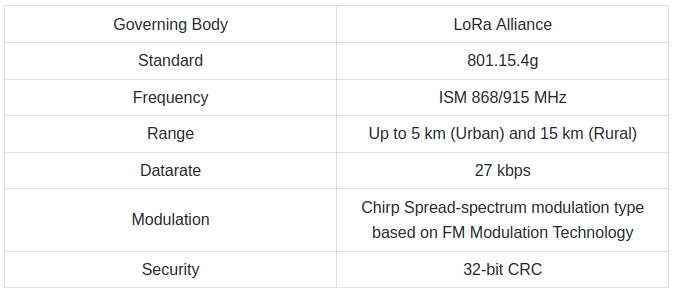 Governing Body LoRa Alliance
Standard 801.15.4g
Frequency ISM 868/915 MHz
Range Up to 5 km (Urban) and 15 km (Rural)
Datarate 27 kbps
Modulation Chirp Spread-spectrum modulation type
based on FM Modulation Technology
Security 32-bit CRC